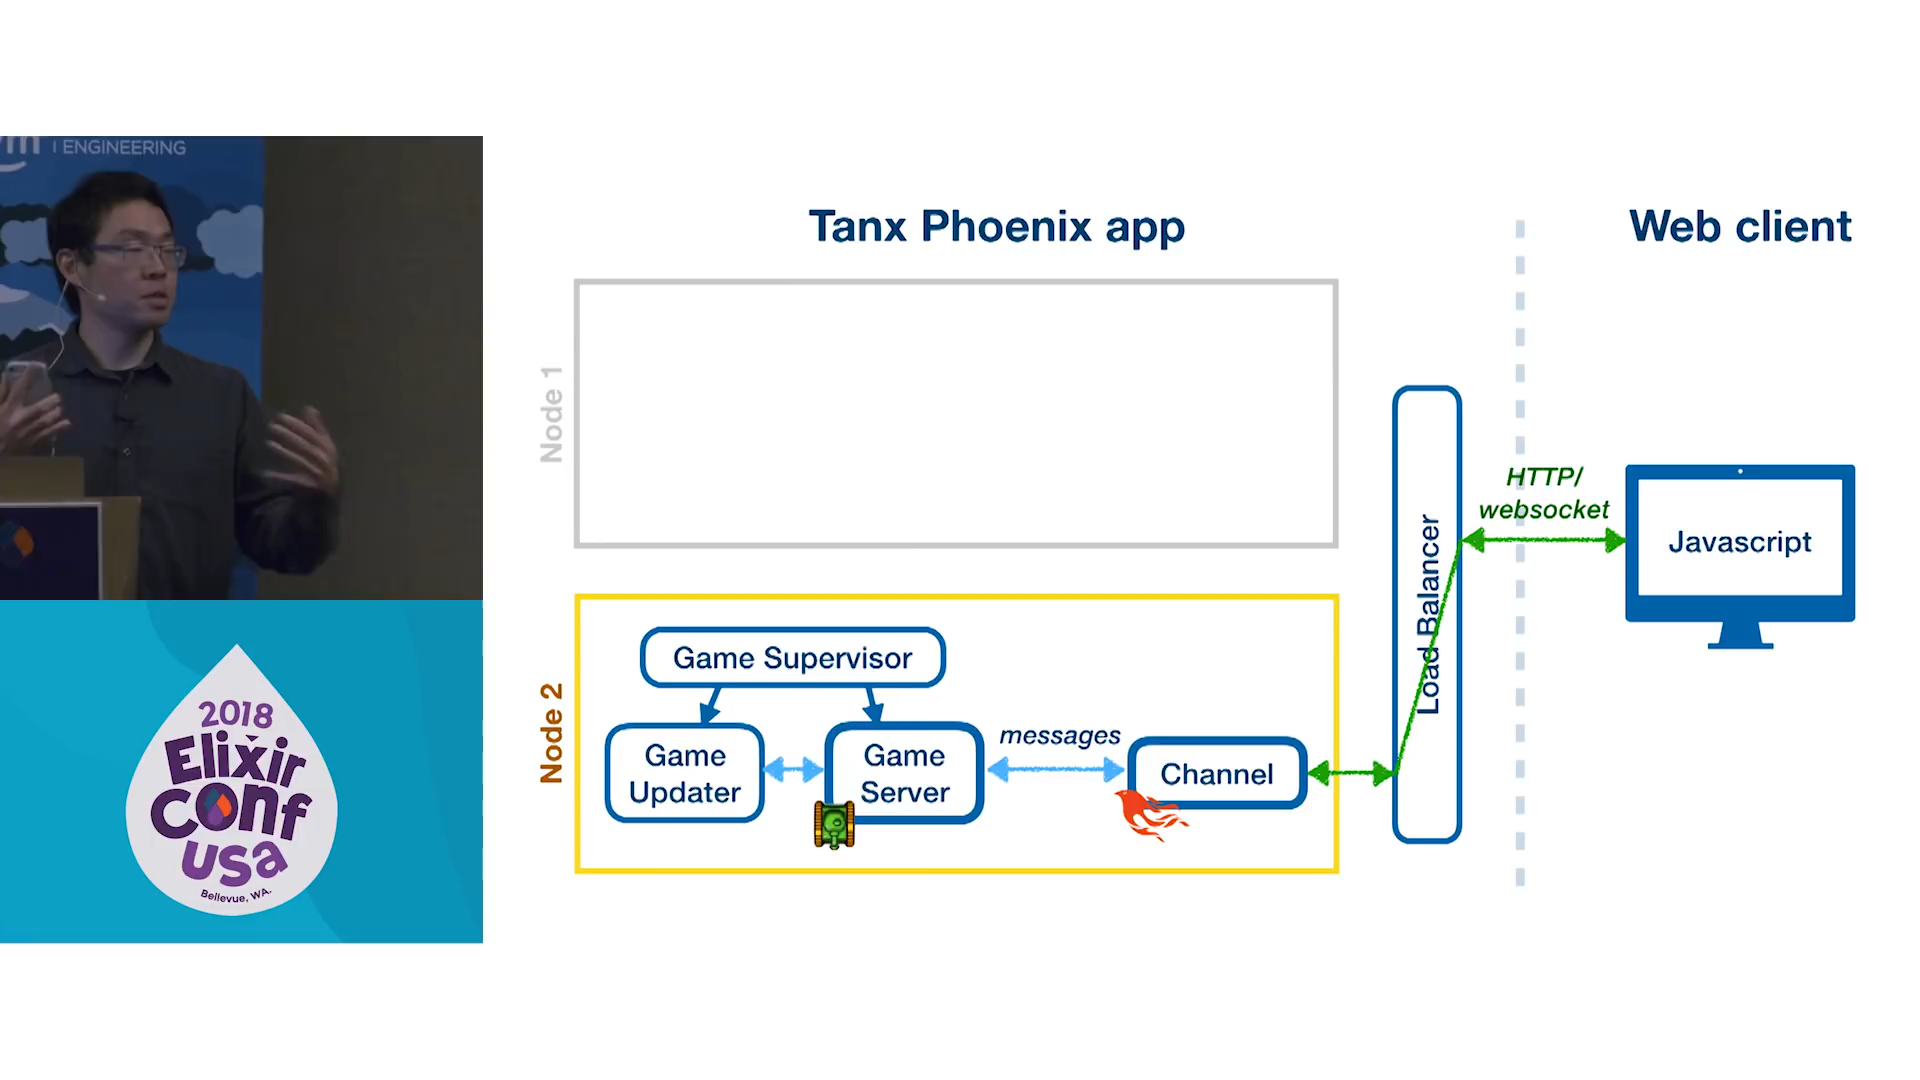 ENGINEERING
2018
Elixir
Conf
USa
Bellevue, WA.
Tanx Phoenix app
Web client
Node 1
Node 2
Game Supervisor
Game
Updater
Game
Server
messages
Channel
Load Balancer
HTTP/
websocket
Javascript